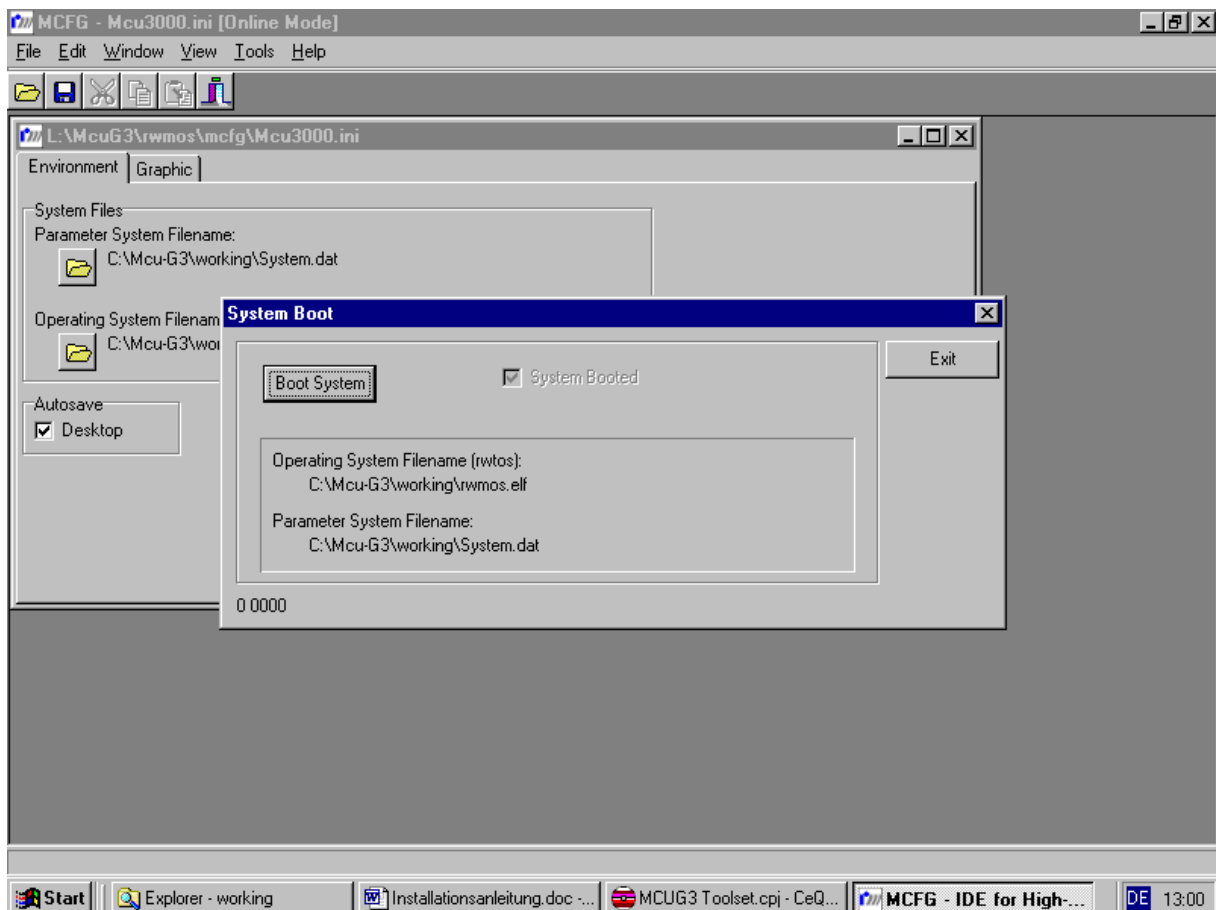 MCFG - Mcu3000.ini [Online Mode]
File Edit Window View Tools Help
L:\McuG3\rwmos\mcfg\Mcu3000.ini
Environment Graphic
System Files
Parameter System Filename:
C:\Mcu-G3\working\System.dat
Operating System Filenam
C:\Mcu-G3\wor
Autosave
Desktop
System Boot
Boot System
System Booted
Exit
Operating System Filename (rwtos):
C:\Mcu-G3\working\rwmos.elf
Parameter System Filename:
C:\Mcu-G3\working\System.dat
0 0000
Start Explorer - working Installationsanleitung.doc -... MCUG3 Toolset.cpj - CeQ... MCFG - IDE for High-... DE 13:00